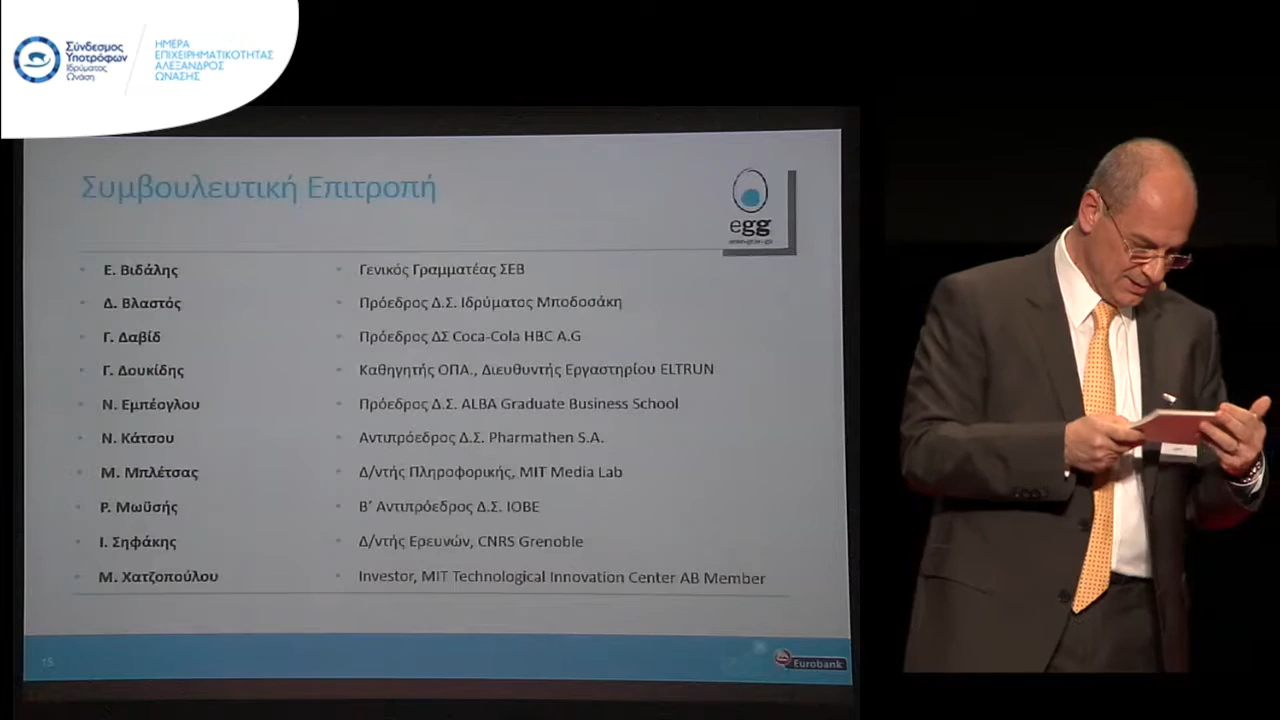 Σύνδεσμος
Υποτρόφων
Ιδρύματος
Ωνάση
ΗΜΕΡΑ
ΕΠΙΧΕΙΡΗΜΑΤΙΚΟΤΗΤΑΣ
ΑΛΕΞΑΝΔΡΟΣ
ΩΝΑΣΗΣ
Συμβουλευτική Επιτροπή
egg
Ε. Βιδάλης Γενικός Γραμματέας ΣΕΒ
Δ. Βλαστός Πρόεδρος Δ.Σ. Ιδρύματος Μποδοσάκη
Γ. Δαβίδ Πρόεδρος ΔΣ Coca-Cola HBC A.G
Γ. Δουκίδης Καθηγητής ΟΠΑ., Διευθυντής Εργαστηρίου ELTRUN
Ν. Εμπέογλου Πρόεδρος Δ.Σ. ALBA Graduate Business School
Ν. Κάτσου Αντιπρόεδρος Δ.Σ. Pharmathen S.A.
Μ. Μπλέτσας Δ/ντής Πληροφορικής, MIT Media Lab
Ρ. Μωϋσής Β’ Αντιπρόεδρος Δ.Σ. ΙΟΒΕ
Ι. Σηφάκης Δ/ντής Ερευνών, CNRS Grenoble
Μ. Χατζοπούλου Investor, MIT Technological Innovation Center AB Member
15
Eurobank